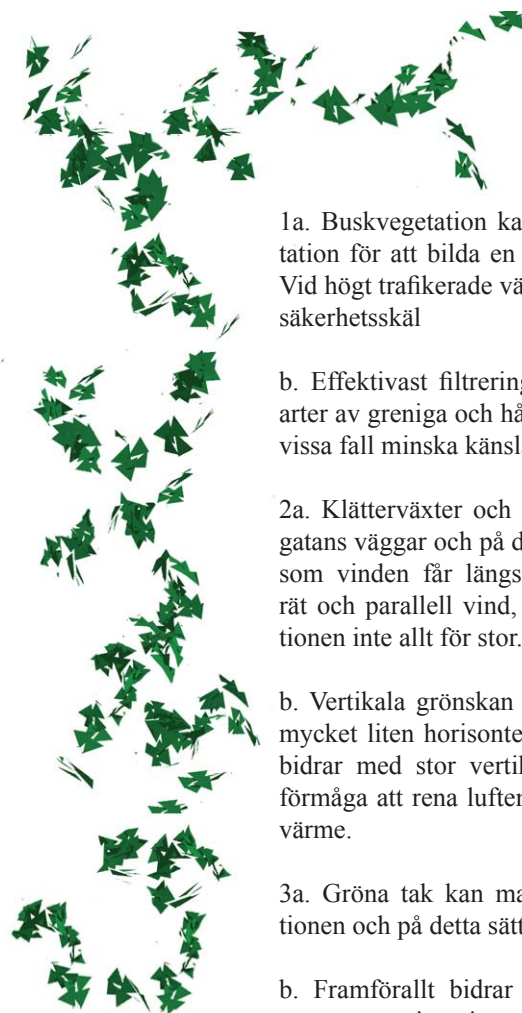 1a. Buskvegetation ka
tation för att bilda en
Vid högt trafikerade vä
säkerhetsskäl
b. Effektivast filtrering
arter av greniga och hå
vissa fall minska känsl
2a. Klätterväxter och
gatans väggar och på d
som vinden får längs
rät och parallell vind,
tionen inte allt för stor.
b. Vertikala grönskan
mycket liten horisonte
bidrar med stor vertik
förmåga att rena luften
värme.
3a. Gröna tak kan ma
tionen och på detta sätt
b. Framförallt bidrar